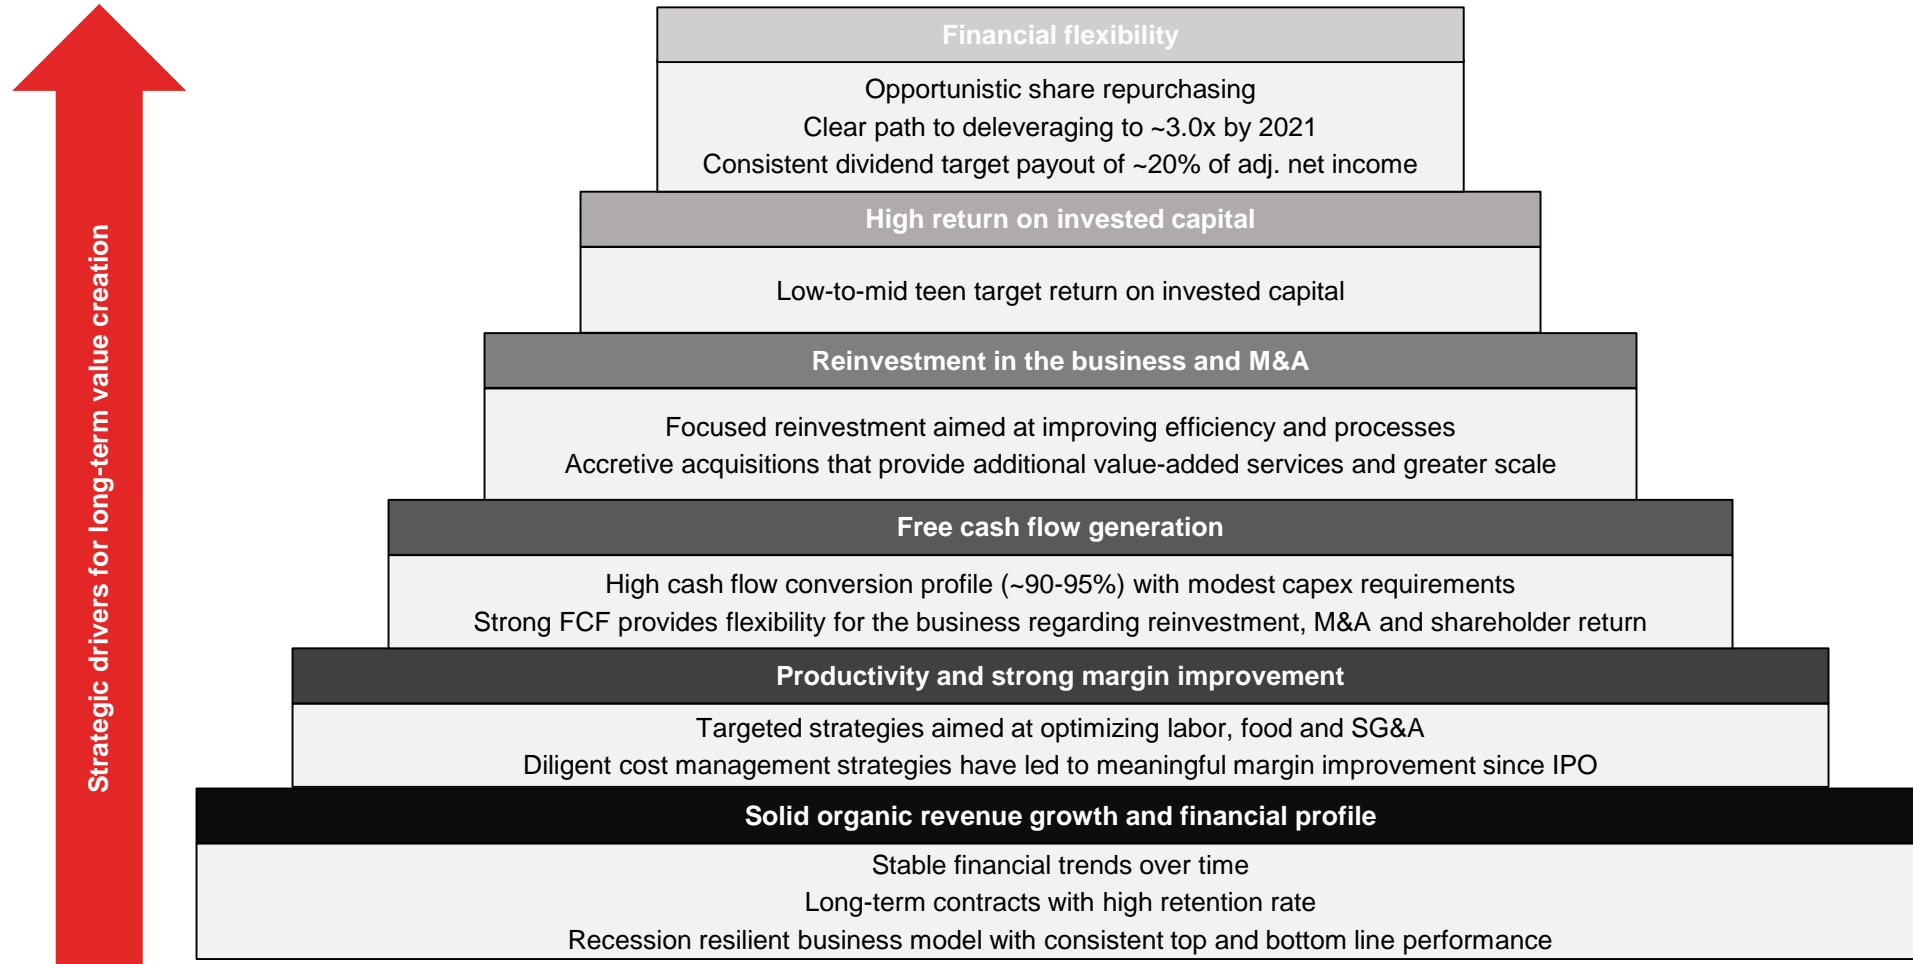 Strategic drivers for long-term value creation
Financial flexibility
Opportunistic share repurchasing
Clear path to deleveraging to ~3.0x by 2021
Consistent dividend target payout of ~20% of adj. net income
High return on invested capital
Low-to-mid teen target return on invested capital
Reinvestment in the business and M&A
Focused reinvestment aimed at improving efficiency and processes
Accretive acquisitions that provide additional value-added services and greater scale
Free cash flow generation
High cash flow conversion profile (~90-95%) with modest capex requirements
Strong FCF provides flexibility for the business regarding reinvestment, M&A and shareholder return
Productivity and strong margin improvement
Targeted strategies aimed at optimizing labor, food and SG&A
Diligent cost management strategies have led to meaningful margin improvement since IPO
Solid organic revenue growth and financial profile
Stable financial trends over time
Long-term contracts with high retention rate
Recession resilient business model with consistent top and bottom line performance